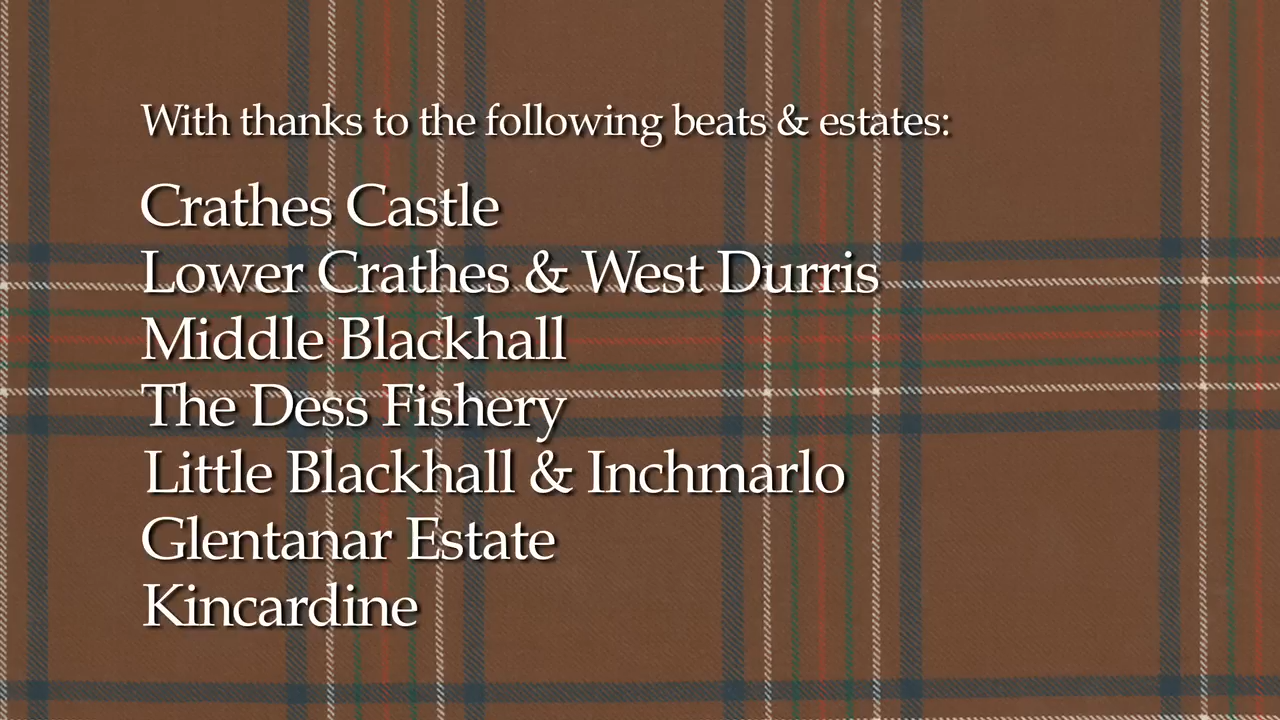 With thanks to the following beats & estates:
Crathes Castle
Lower Crathes & West Durris
Middle Blackhall
The Dess Fishery
Little Blackhall & Inchmarlo
Glentanar Estate
Kincardine